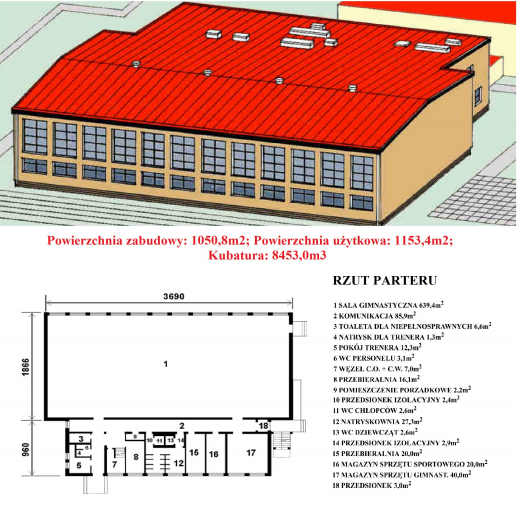 Powierzchnia zabudowy: 1050,8m2; Powierzchnia użytkowa: 1153,4m2;
Kubatura: 8453,0m3
RZUT PARTERU
3690
1866
960
1
2
3
4
5
6
7
8
9
10
11
12
13
14
15
16
17
18
1 SALA GIMNASTYCZNA 639,4m²
2 KOMUNIKACJA 85,9m²
3 TOALETA DLA NIEPEŁNOSPRAWNYCH 6,6m²
4 NATRYSK DLA TRENERA 1,3m²
5 POKÓJ TRENERA 12,3m²
6 WC PERSONELU 3,1m²
7 WĘZEŁ C.O. + C.W. 7,0m²
8 PRZEBIERALNIA 16,1m²
9 POMIESZCZENIE PORZĄDKOWE 2.2m²
10 PRZEDSIONEK IZOLACYJNY 2,4m²
11 WC CHŁOPCÓW 2,6m²
12 NATRYSKOWNIA 27,3m²
13 WC DZIEWCZĄT 2,6m²
14 PRZEDSIONEK IZOLACYJNY 2,9m²
15 PRZEBIERALNIA 20,0m²
16 MAGAZYN SPRZĘTU SPORTOWEGO 20,0m²
17 MAGAZYN SPRZĘTU GIMNAST. 40,0m²
18 PRZEDSIONEK 3,0m²